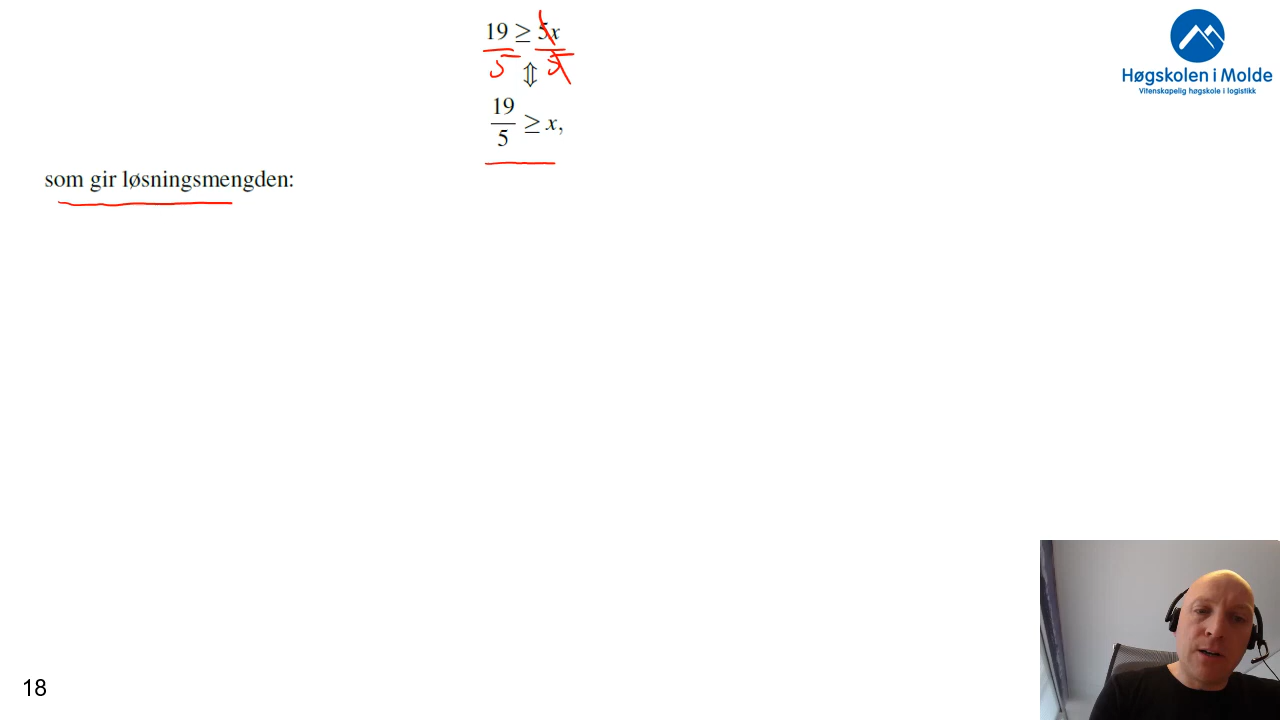 19 ≥ 5x
5 5
⇕
19/5 ≥ x,
som gir løsningsmengden:
Høgskolen i Molde
Vitenskapelig høgskole i logistikk
18